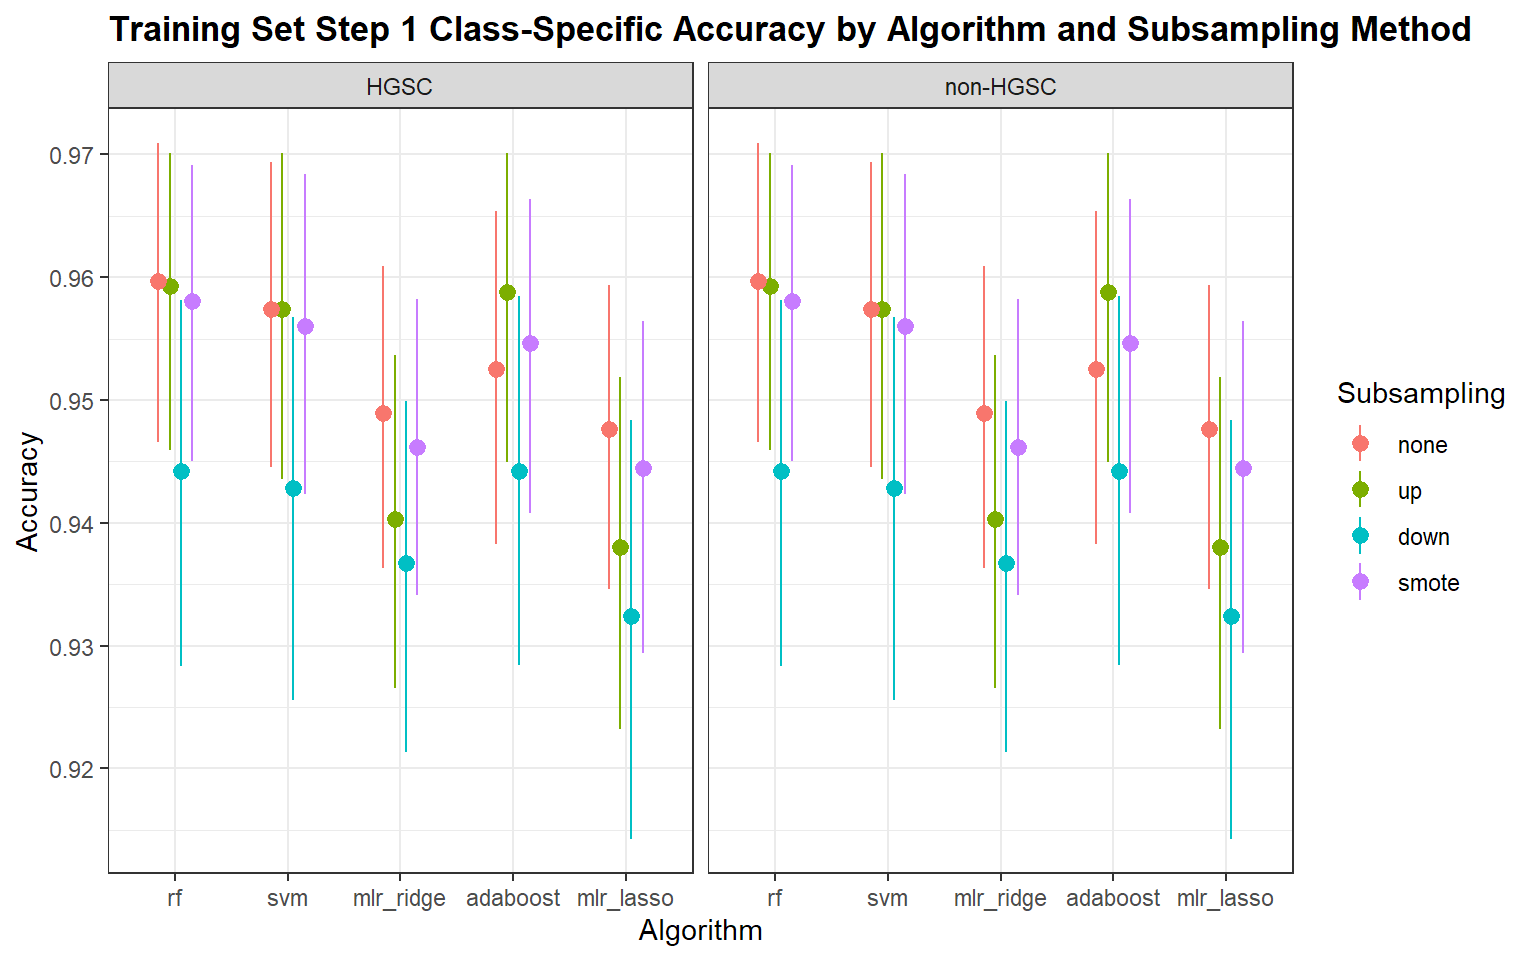 Training Set Step 1 Class-Specific Accuracy by Algorithm and Subsampling Method
HGSC
non-HGSC
Accuracy
0.97
0.96
0.95
0.94
0.93
0.92
rf svm mlr_ridge adaboost mlr_lasso
rf svm mlr_ridge adaboost mlr_lasso
Algorithm
Subsampling
none
up
down
smote